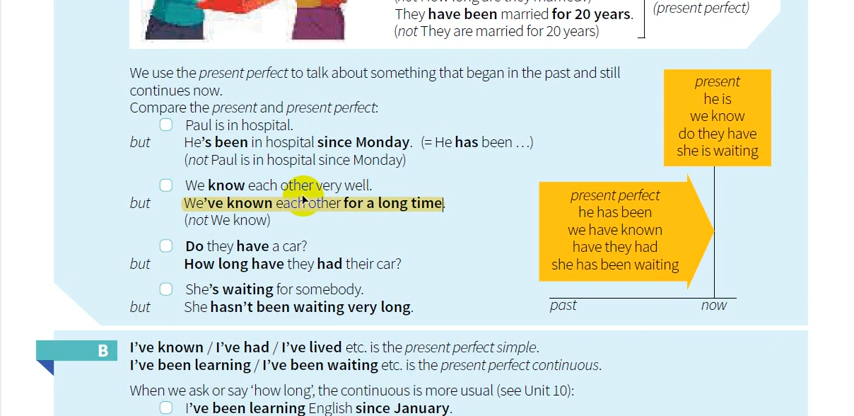 (not How long are they married?)
They have been married for 20 years.
(not They are married for 20 years)
(present perfect)
We use the present perfect to talk about something that began in the past and still
continues now.
Compare the present and present perfect:
Paul is in hospital.
but He's been in hospital since Monday. (= He has been …)
(not Paul is in hospital since Monday)
We know each other very well.
but We've known each other for a long time.
(not We know)
Do they have a car?
but How long have they had their car?
She's waiting for somebody.
but She hasn't been waiting very long.
present
he is
we know
do they have
she is waiting
present perfect
he has been
we have known
have they had
she has been waiting
past now
B I've known / I've had / I've lived etc. is the present perfect simple.
I've been learning / I've been waiting etc. is the present perfect continuous.
When we ask or say 'how long', the continuous is more usual (see Unit 10):
I've been learning English since January.